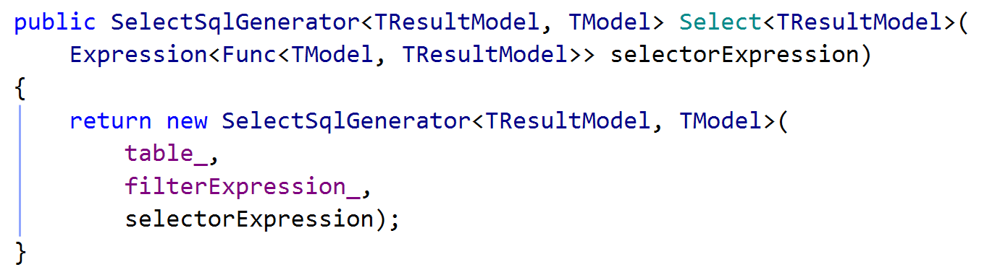 public SelectSqlGenerator<TResultModel, TModel> Select<TResultModel>(
    Expression<Func<TModel, TResultModel>> selectorExpression)
{
    return new SelectSqlGenerator<TResultModel, TModel>(
        table_,
        filterExpression_,
        selectorExpression);
}